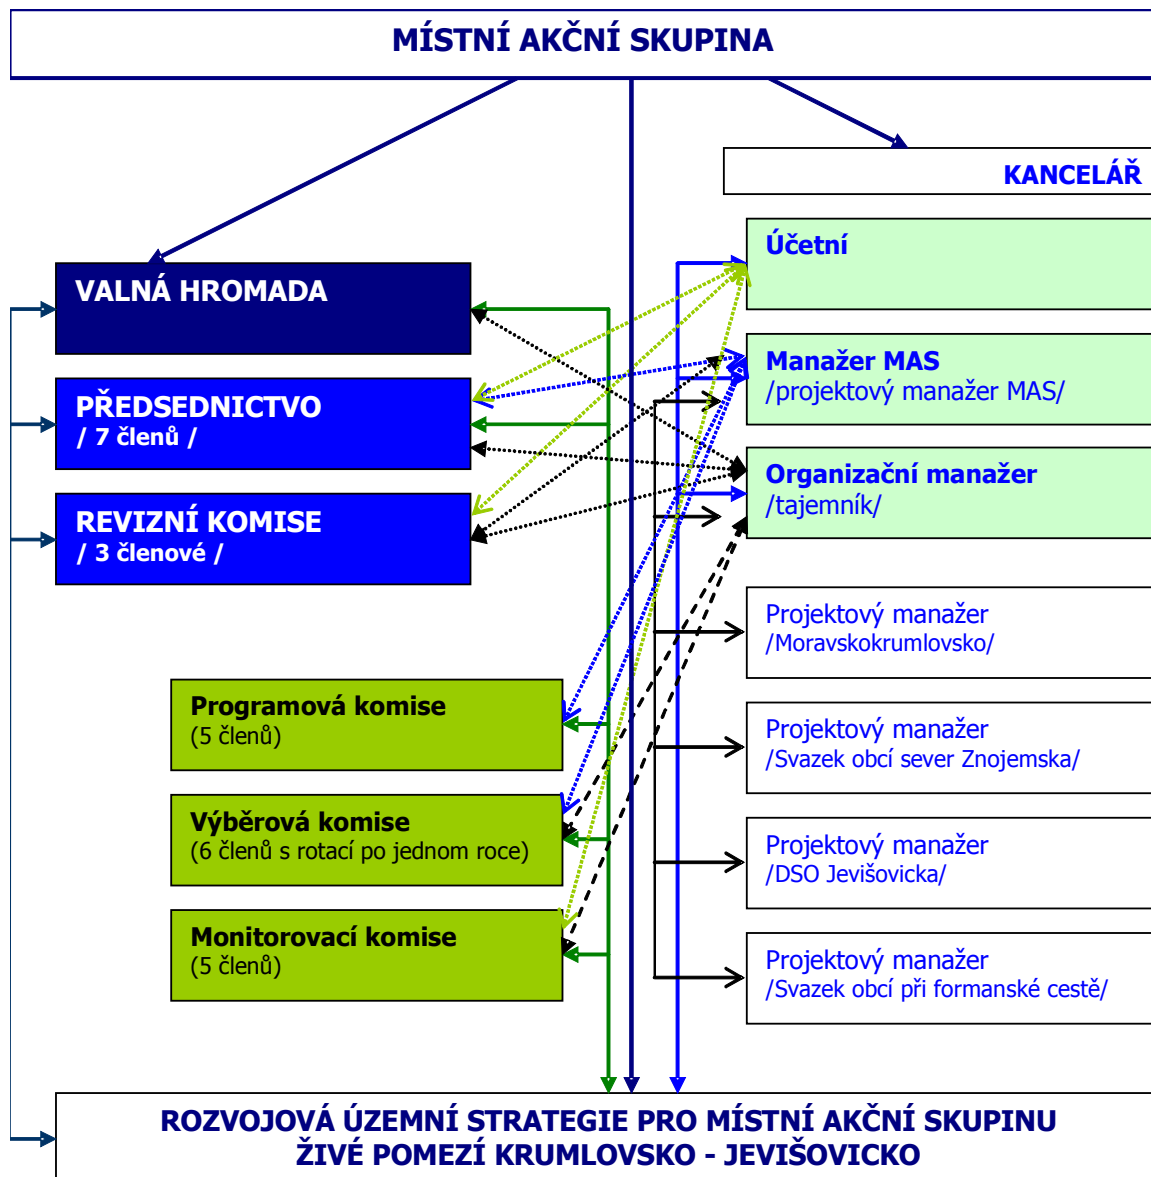 MÍSTNÍ AKČNÍ SKUPINA
KANCELÁŘ
VALNÁ HROMADA
PŘEDSEDNICTVO
/ 7 členů /
REVIZNÍ KOMISE
/ 3 členové /
Programová komise
(5 členů)
Výběrová komise
(6 členů s rotací po jednom roce)
Monitorovací komise
(5 členů)
Účetní
Manažer MAS
/projektový manažer MAS/
Organizační manažer
/tajemník/
Projektový manažer
/Moravskokrumlovsko/
Projektový manažer
/Svazek obcí sever Znojemska/
Projektový manažer
/DSO Jevišovicka/
Projektový manažer
/Svazek obcí při formanské cestě/
ROZVOJOVÁ ÚZEMNÍ STRATEGIE PRO MÍSTNÍ AKČNÍ SKUPINU
ŽIVÉ POMEZÍ KRUMLOVSKO - JEVIŠOVICKO